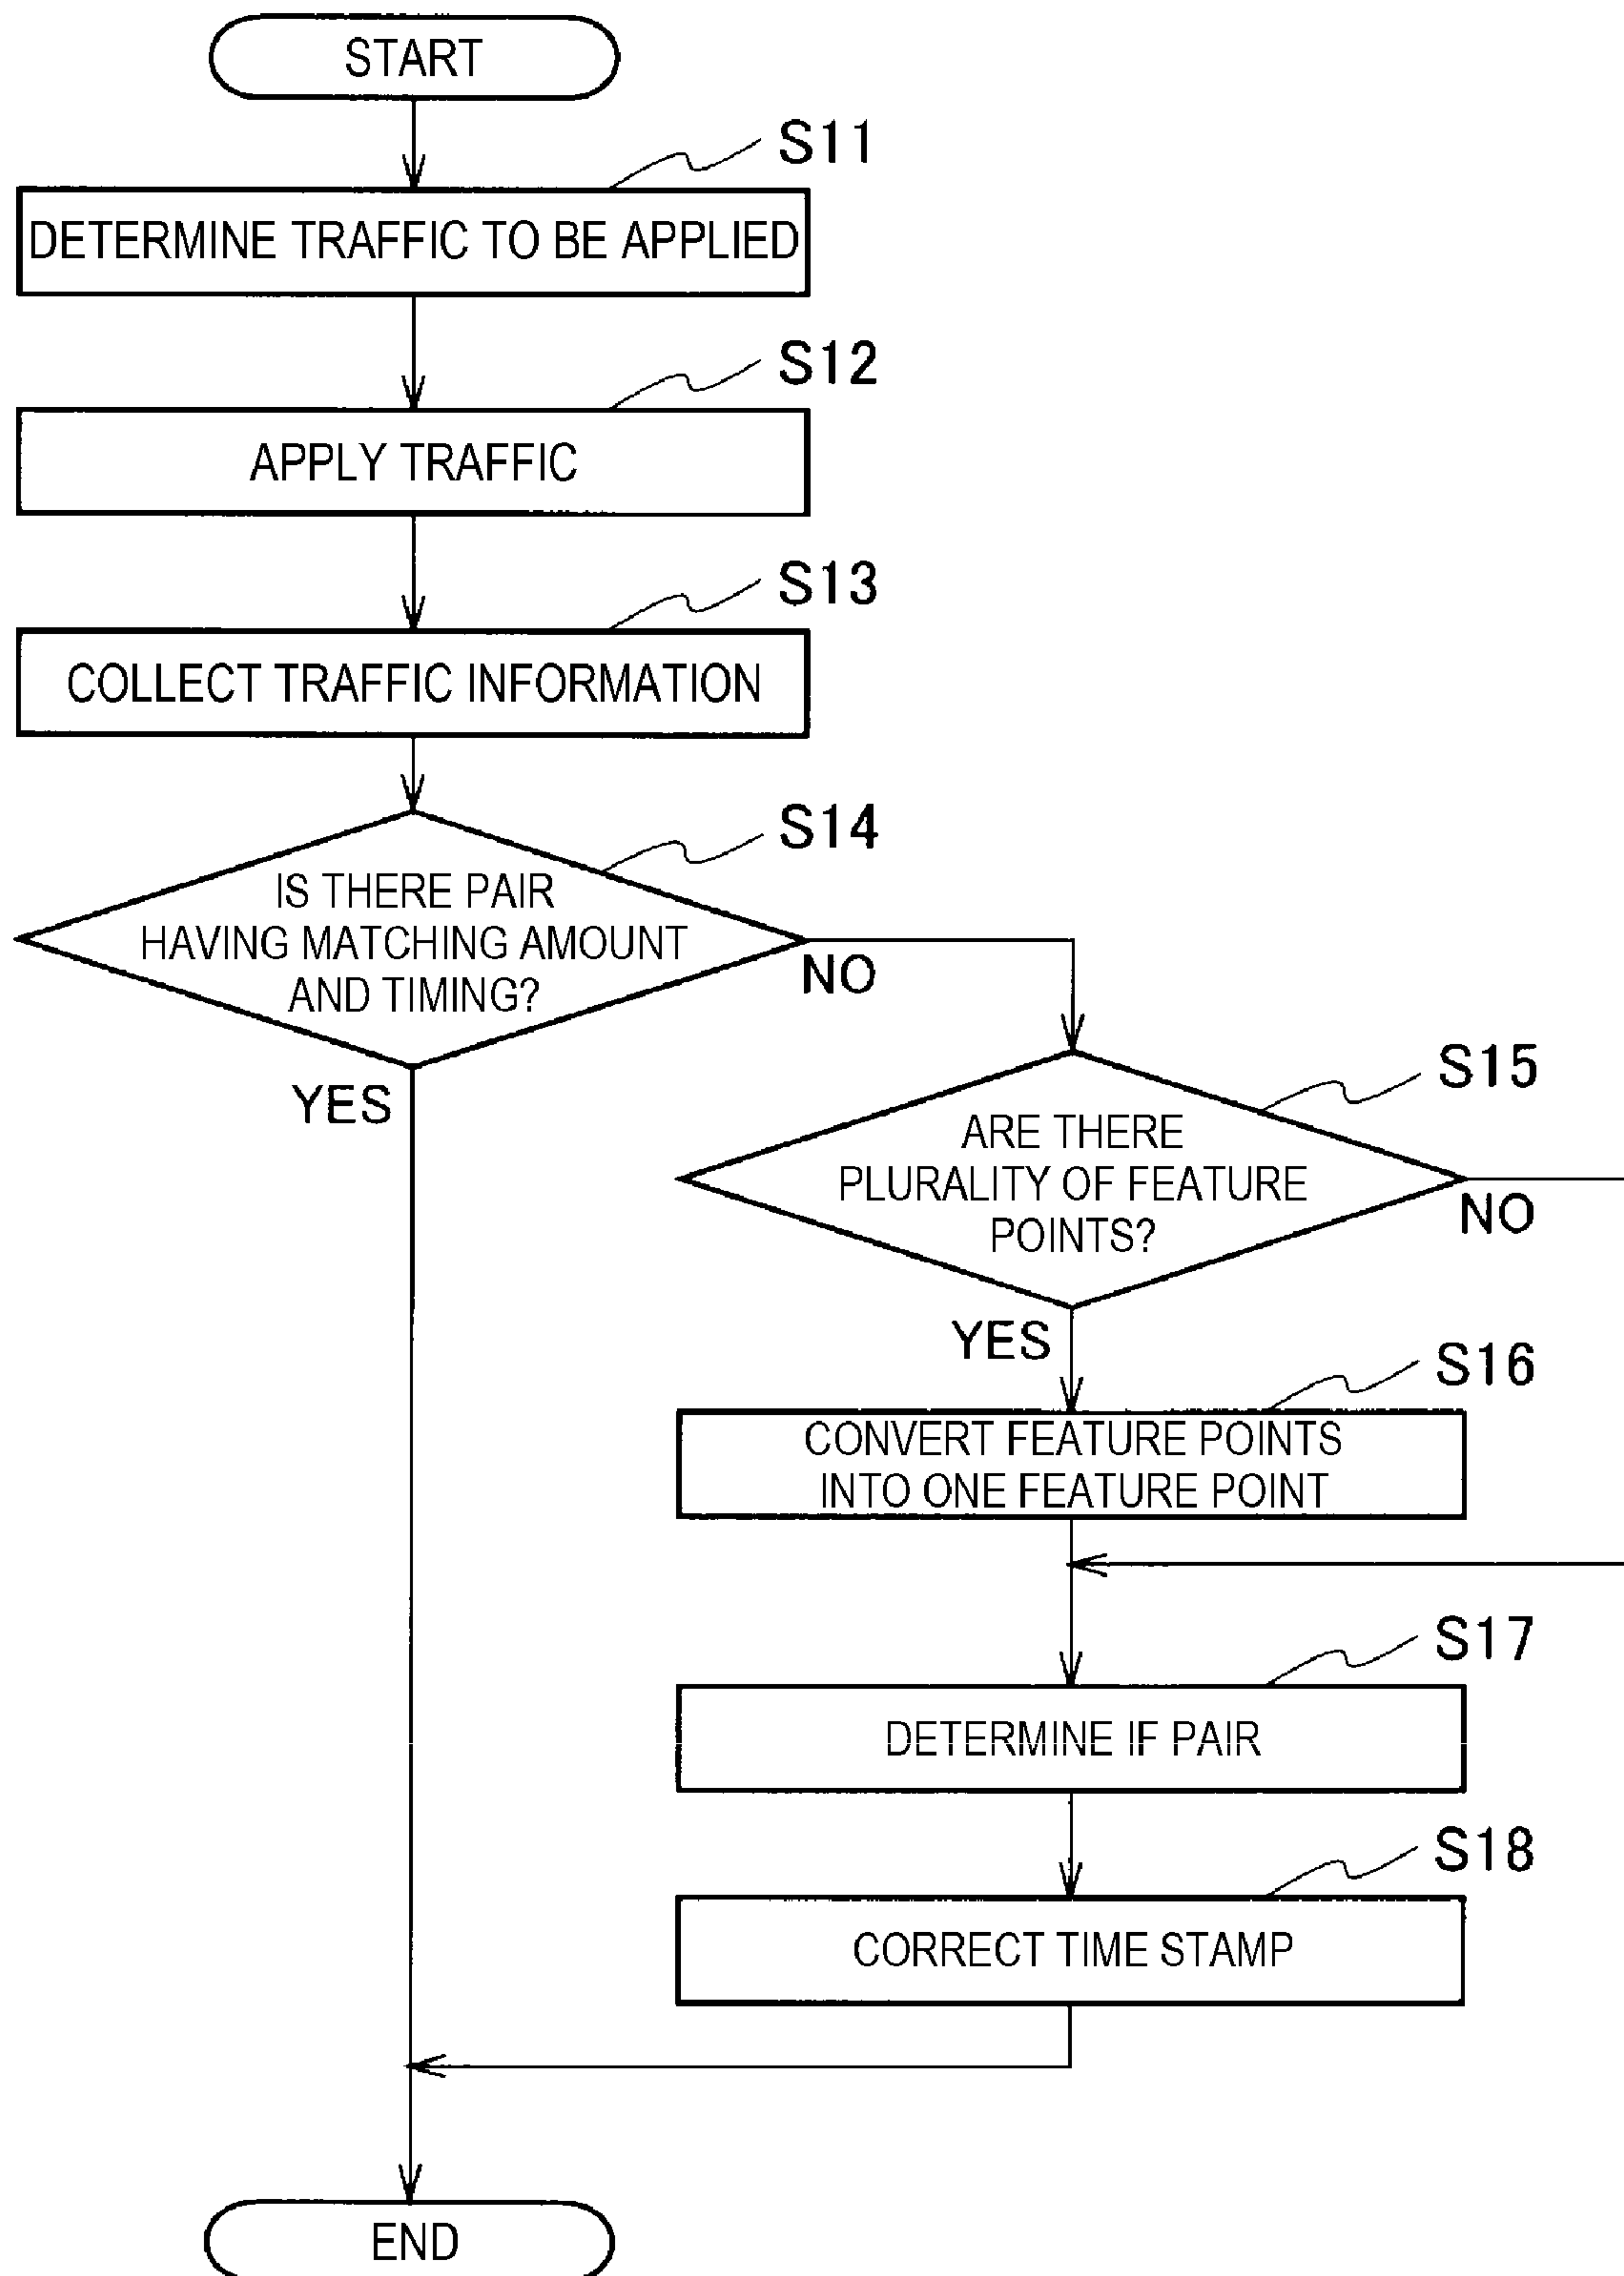 START
S11
DETERMINE TRAFFIC TO BE APPLIED
S12
APPLY TRAFFIC
S13
COLLECT TRAFFIC INFORMATION
S14
IS THERE PAIR
HAVING MATCHING AMOUNT
AND TIMING?
NO
YES
S15
ARE THERE
PLURALITY OF FEATURE
POINTS?
NO
YES
S16
CONVERT FEATURE POINTS
INTO ONE FEATURE POINT
S17
DETERMINE IF PAIR
S18
CORRECT TIME STAMP
END